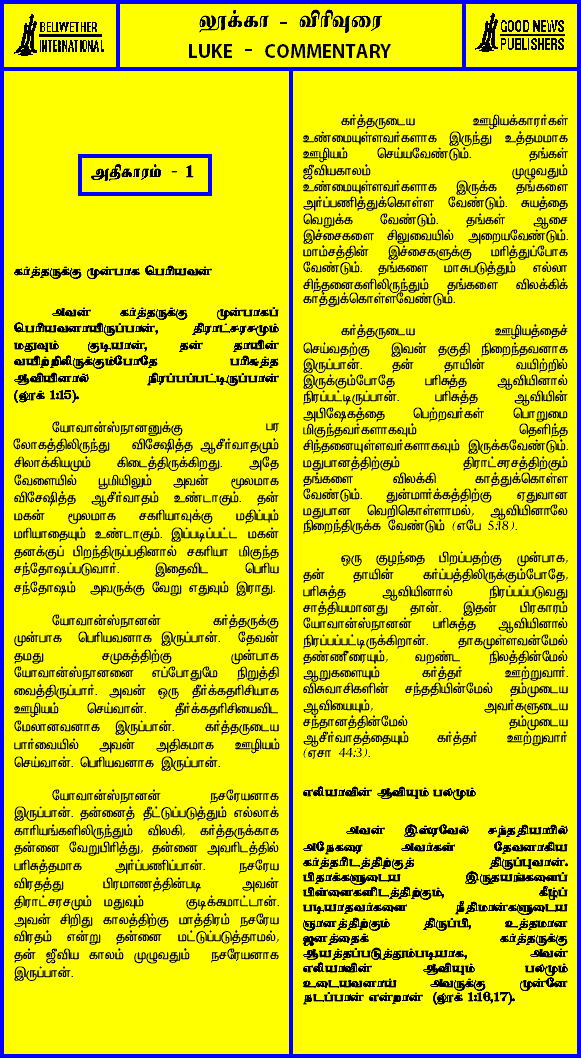 BELLWETHER
INTERNATIONAL
லூக்கா - விரிவுரை
LUKE - COMMENTARY
GOOD NEWS
PUBLISHERS
அதிகாரம் - 1
கர்த்தருக்கு முன்பாக பெரியவன்
அவன் கர்த்தருக்கு முன்பாகப்
பெரியவனாயிருப்பான், திராட்சரசமும்
மதுவும் குடியான், தன் தாயின்
வயிற்றிலிருக்கும்போதே பரிசுத்த
ஆவியினால் நிரப்பப்பட்டிருப்பான்
(லூக் 1:15).
யோவான்ஸ்நானனுக்கு பர
லோகத்திலிருந்து விசேஷித்த ஆசீர்வாதமும்
சிலாக்கியமும் கிடைத்திருக்கிறது. அதே
வேளையில் பூமியிலும் அவன் மூலமாக
விசேஷித்த ஆசீர்வாதம் உண்டாகும். தன்
மகன் மூலமாக சகரியாவுக்கு மதிப்பும்
மரியாதையும் உண்டாகும். இப்படிப்பட்ட மகன்
தனக்குப் பிறந்திருப்பதினால் சகரியா மிகுந்த
சந்தோஷப்படுவார். இதைவிட பெரிய
சந்தோஷம் அவருக்கு வேறு எதுவும் இராது.
யோவான்ஸ்நானன் கர்த்தருக்கு
முன்பாக பெரியவனாக இருப்பான். தேவன்
தமது சமுகத்திற்கு முன்பாக
யோவான்ஸ்நானனை எப்போதுமே நிறுத்தி
வைத்திருப்பார். அவன் ஒரு தீர்க்கதரிசியாக
ஊழியம் செய்வான். தீர்க்கதரிசியைவிட
மேலானவனாக இருப்பான். கர்த்தருடைய
பார்வையில் அவன் அதிகமாக ஊழியம்
செய்வான். பெரியவனாக இருப்பான்.
யோவான்ஸ்நானன் நசரேயனாக
இருப்பான். தன்னைத் தீட்டுப்படுத்தும் எல்லாக்
காரியங்களிலிருந்தும் விலகி, கர்த்தருக்காக
தன்னை வேறுபிரித்து, தன்னை அவரிடத்தில்
பரிசுத்தமாக அர்ப்பணிப்பான். நசரேய
விரதத்து பிரமாணத்தின்படி அவன்
திராட்சரசமும் மதுவும் குடிக்கமாட்டான்.
அவன் சிறிது காலத்திற்கு மாத்திரம் நசரேய
விரதம் என்று தன்னை மட்டுப்படுத்தாமல்,
தன் ஜீவிய காலம் முழுவதும் நசரேயனாக
இருப்பான்.
கர்த்தருடைய ஊழியக்காரர்கள்
உண்மையுள்ளவர்களாக இருந்து உத்தமமாக
ஊழியம் செய்யவேண்டும். தங்கள்
ஜீவியகாலம் முழுவதும்
உண்மையுள்ளவர்களாக இருக்க தங்களை
அர்ப்பணித்துக்கொள்ள வேண்டும். சுயத்தை
வெறுக்க வேண்டும். தங்கள் ஆசை
இச்சைகளை சிலுவையில் அறையவேண்டும்.
மாம்சத்தின் இச்சைகளுக்கு மரித்துப்போக
வேண்டும். தங்களை மாசுபடுத்தும் எல்லா
சிந்தனைகளிலிருந்தும் தங்களை விலக்கிக்
காத்துக்கொள்ளவேண்டும்.
கர்த்தருடைய ஊழியத்தைச்
செய்வதற்கு இவன் தகுதி நிறைந்தவனாக
இருப்பான். தன் தாயின் வயிற்றில்
இருக்கும்போதே பரிசுத்த ஆவியினால்
நிரப்பட்டிருப்பான். பரிசுத்த ஆவியின்
அபிஷேகத்தை பெற்றவர்கள் பொறுமை
மிகுந்தவர்களாகவும் தெளிந்த
சிந்தனையுள்ளவர்களாகவும் இருக்கவேண்டும்.
மதுபானத்திற்கும் திராட்சரசத்திற்கும்
தங்களை விலக்கி காத்துக்கொள்ள
வேண்டும். துன்மார்க்கத்திற்கு ஏதுவான
மதுபான வெறிகொள்ளாமல், ஆவியினாலே
நிறைந்திருக்க வேண்டும் (எபே 5:18).
ஒரு குழந்தை பிறப்பதற்கு முன்பாக,
தன் தாயின் கர்ப்பத்திலிருக்கும்போதே,
பரிசுத்த ஆவியினால் நிரப்பப்படுவது
சாத்தியமானது தான். இதன் பிரகாரம்
யோவான்ஸ்நானன் பரிசுத்த ஆவியினால்
நிரப்பப்பட்டிருக்கிறான். தாகமுள்ளவன்மேல்
தண்ணீரையும், வறண்ட நிலத்தின்மேல்
ஆறுகளையும் கர்த்தர் ஊற்றுவார்.
விசுவாசிகளின் சந்ததியின்மேல் தம்முடைய
ஆவியையும், அவர்களுடைய
சந்தானத்தின்மேல் தம்முடைய
ஆசீர்வாதத்தையும் கர்த்தர் ஊற்றுவார்
(ஏசா 44:3).
எலியாவின் ஆவியும் பலமும்
அவன் இஸ்ரவேல் சந்ததியாரில்
அநேகரை அவர்கள் தேவனாகிய
கர்த்தரிடத்திற்குத் திருப்புவான்.
பிதாக்களுடைய இருதயங்களைப்
பிள்ளைகளிடத்திற்கும், கீழ்ப்
படியாதவர்களை நீதிமான்களுடைய
ஞானத்திற்கும் திருப்பி, உத்தமான
ஜனத்தைக் கர்த்தருக்கு
ஆயத்தப்படுத்தும்படியாக, அவன்
எலியாவின் ஆவியும் பலமும்
உடையவனாய் அவருக்கு முன்னே
நடப்பான் என்றான் (லூக் 1:16,17).